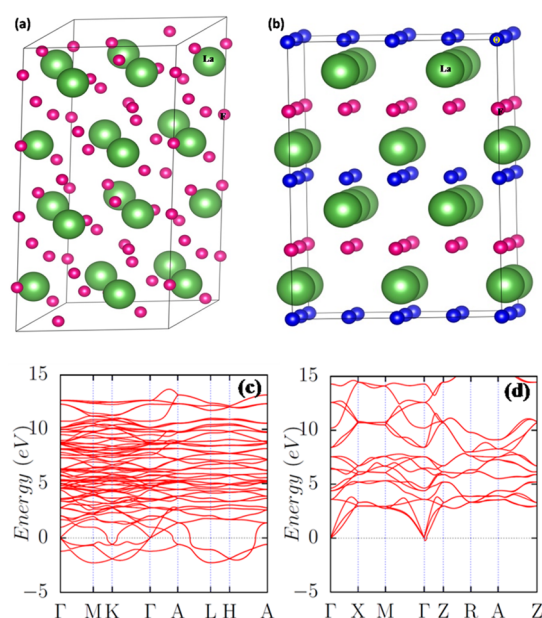 (a)
(b)
La
F
La
O
(c)
15
10
5
0
−5
Energy (eV)
Γ M K Γ A L H A
(d)
15
10
5
0
−5
Energy (eV)
Γ X M Γ Z R A Z